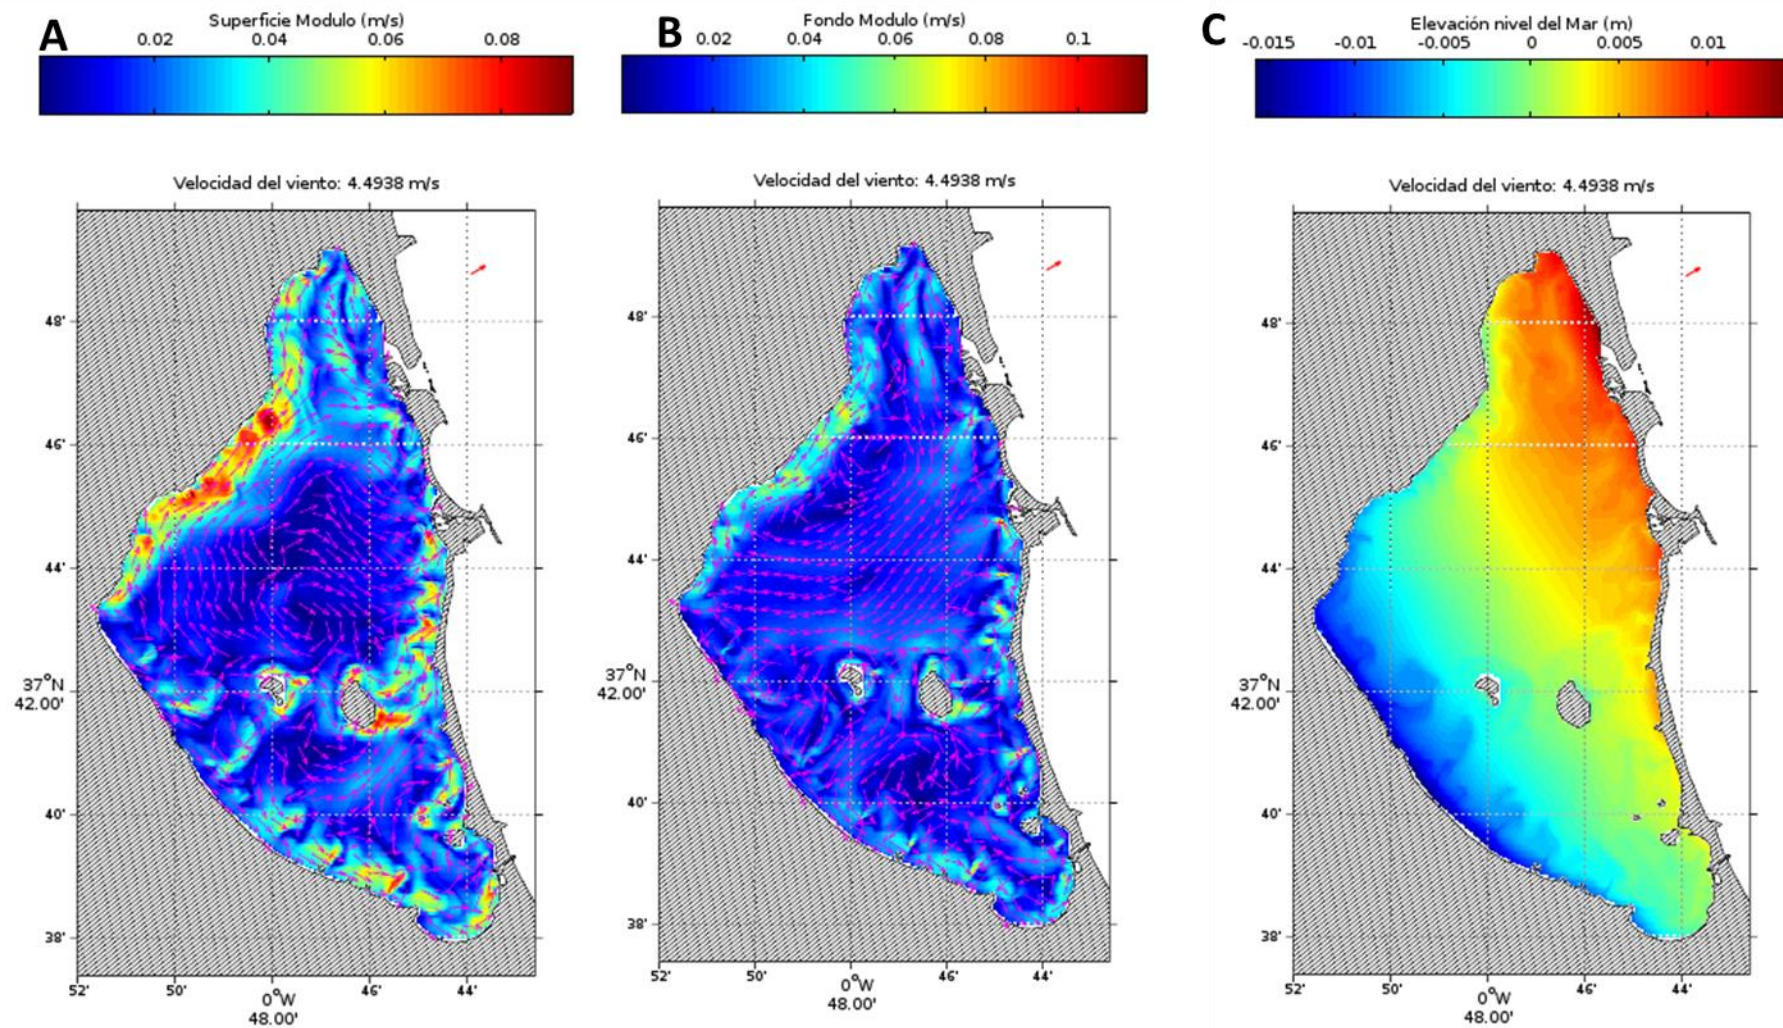 A
Superficie Modulo (m/s)
0.02 0.04 0.06 0.08
Velocidad del viento: 4.4938 m/s
48'
46'
44'
37°N
42.00'
40'
38'
52' 50' 0°W 46' 44'
48.00'
B
Fondo Modulo (m/s)
0.02 0.04 0.06 0.08 0.1
Velocidad del viento: 4.4938 m/s
48'
46'
44'
37°N
42.00'
40'
38'
52' 50' 0°W 46' 44'
48.00'
C
Elevación nivel del Mar (m)
-0.015 -0.01 -0.005 0 0.005 0.01
Velocidad del viento: 4.4938 m/s
48'
46'
44'
37°N
42.00'
40'
38'
52' 50' 0°W 46' 44'
48.00'